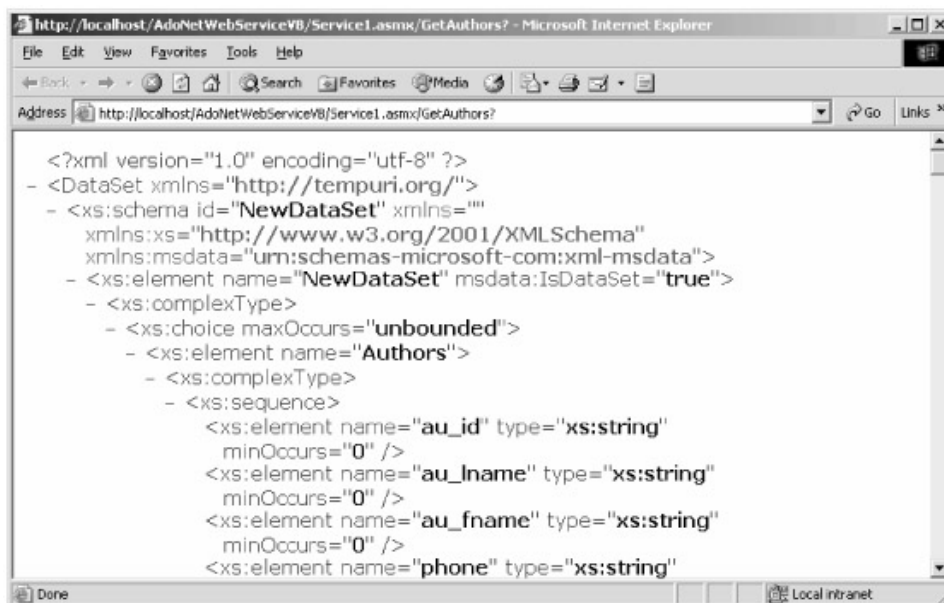 http://localhost/AdoNetWebServiceVB/Service1.asmx/GetAuthors? - Microsoft Internet Explorer
File Edit View Favorites Tools Help
Back Search Favorites Media
Address http://localhost/AdoNetWebServiceVB/Service1.asmx/GetAuthors? Go Links »
<?xml version="1.0" encoding="utf-8" ?>
- <DataSet xmlns="http://tempuri.org/">
- <xs:schema id="NewDataSet" xmlns=""
xmlns:xs="http://www.w3.org/2001/XMLSchema"
xmlns:msdata="urn:schemas-microsoft-com:xml-msdata">
- <xs:element name="NewDataSet" msdata:IsDataSet="true">
- <xs:complexType>
- <xs:choice maxOccurs="unbounded">
- <xs:element name="Authors">
- <xs:complexType>
- <xs:sequence>
<xs:element name="au_id" type="xs:string"
minOccurs="0" />
<xs:element name="au_lname" type="xs:string"
minOccurs="0" />
<xs:element name="au_fname" type="xs:string"
minOccurs="0" />
<xs:element name="phone" type="xs:string"
Done Local intranet